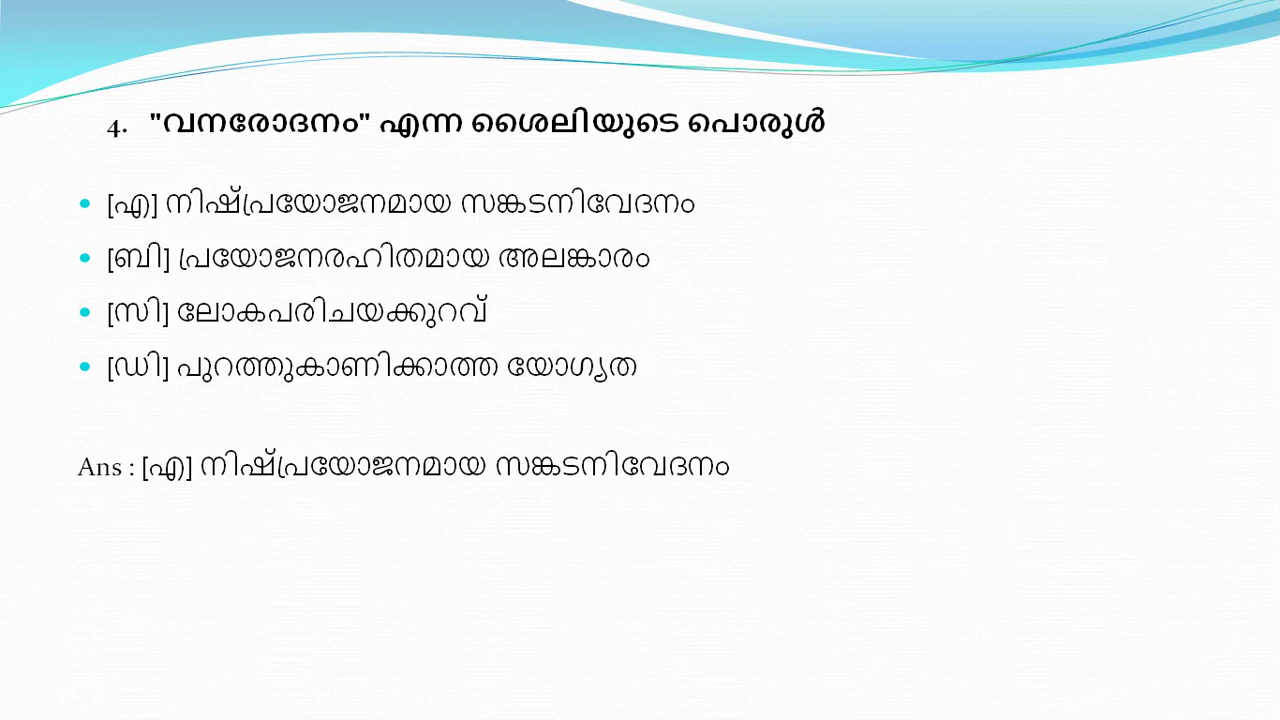 4. "വനരോദനം" എന്ന ശൈലിയുടെ പൊരുൾ
• [എ] നിഷ്പ്രയോജനമായ സങ്കടനിവേദനം
• [ബി] പ്രയോജനരഹിതമായ അലങ്കാരം
• [സി] ലോകപരിചയക്കുറവ്
• [ഡി] പുറത്തുകാണിക്കാത്ത യോഗ്യത
Ans : [എ] നിഷ്പ്രയോജനമായ സങ്കടനിവേദനം